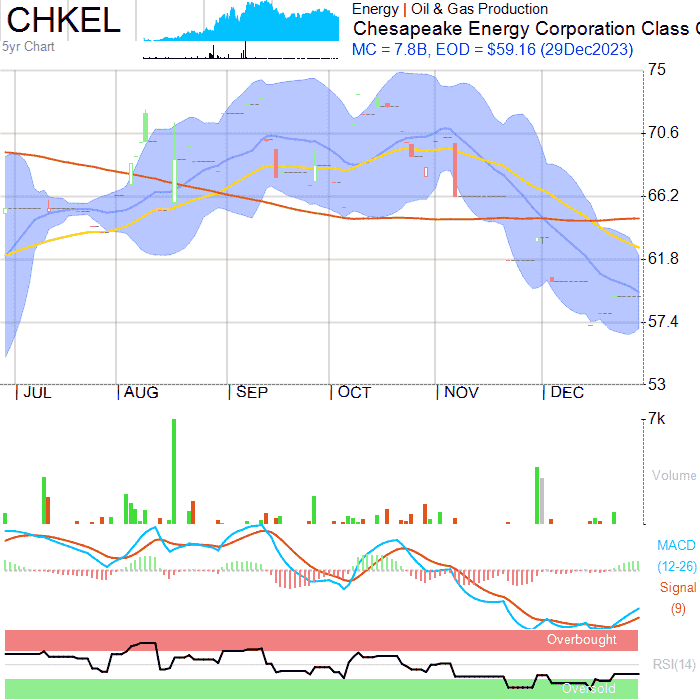 CHKEL
5yr Chart
Energy | Oil & Gas Production
Chesapeake Energy Corporation Class
MC = 7.8B, EOD = $59.16 (29Dec2023)
75
70.6
66.2
61.8
57.4
53
JUL AUG SEP OCT NOV DEC
7k
Volume
MACD
(12-26)
Signal
(9)
Overbought
RSI(14)
Oversold